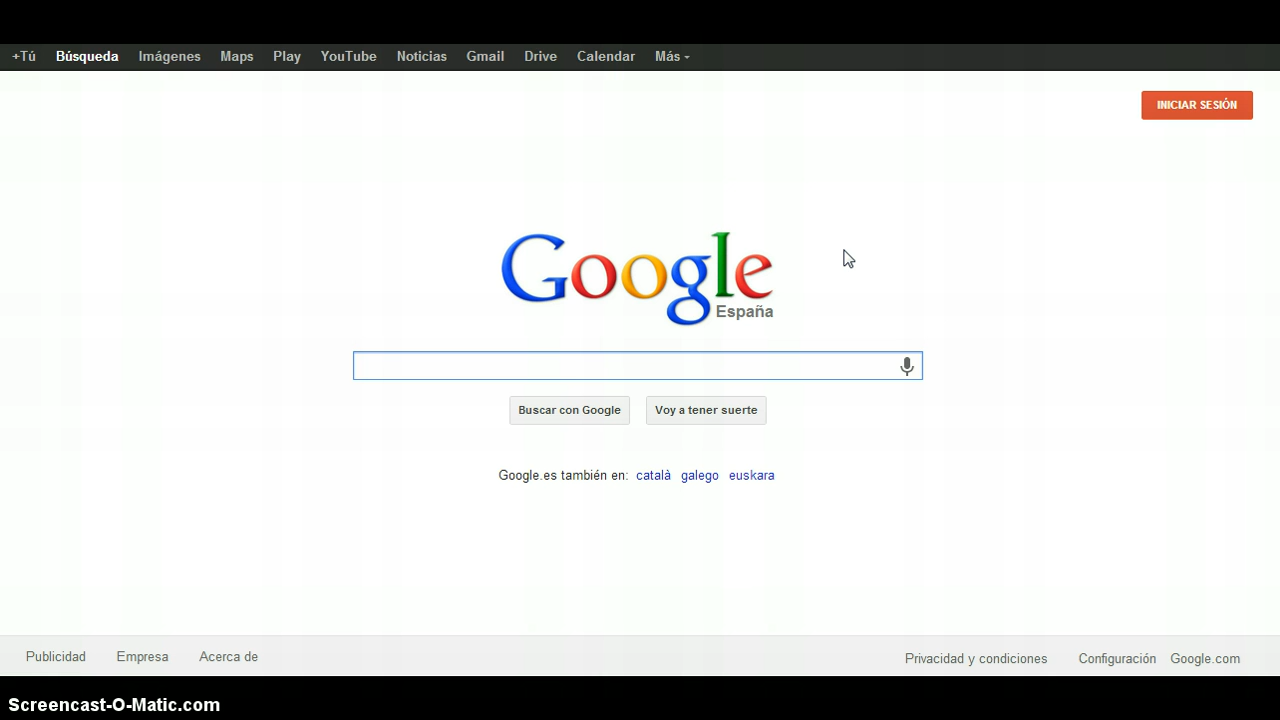 +Tú Búsqueda Imágenes Maps Play YouTube Noticias Gmail Drive Calendar Más
INICIAR SESIÓN
Google
España
Buscar con Google Voy a tener suerte
Google.es también en: català galego euskara
Publicidad Empresa Acerca de Privacidad y condiciones Configuración Google.com
Screencast-O-Matic.com